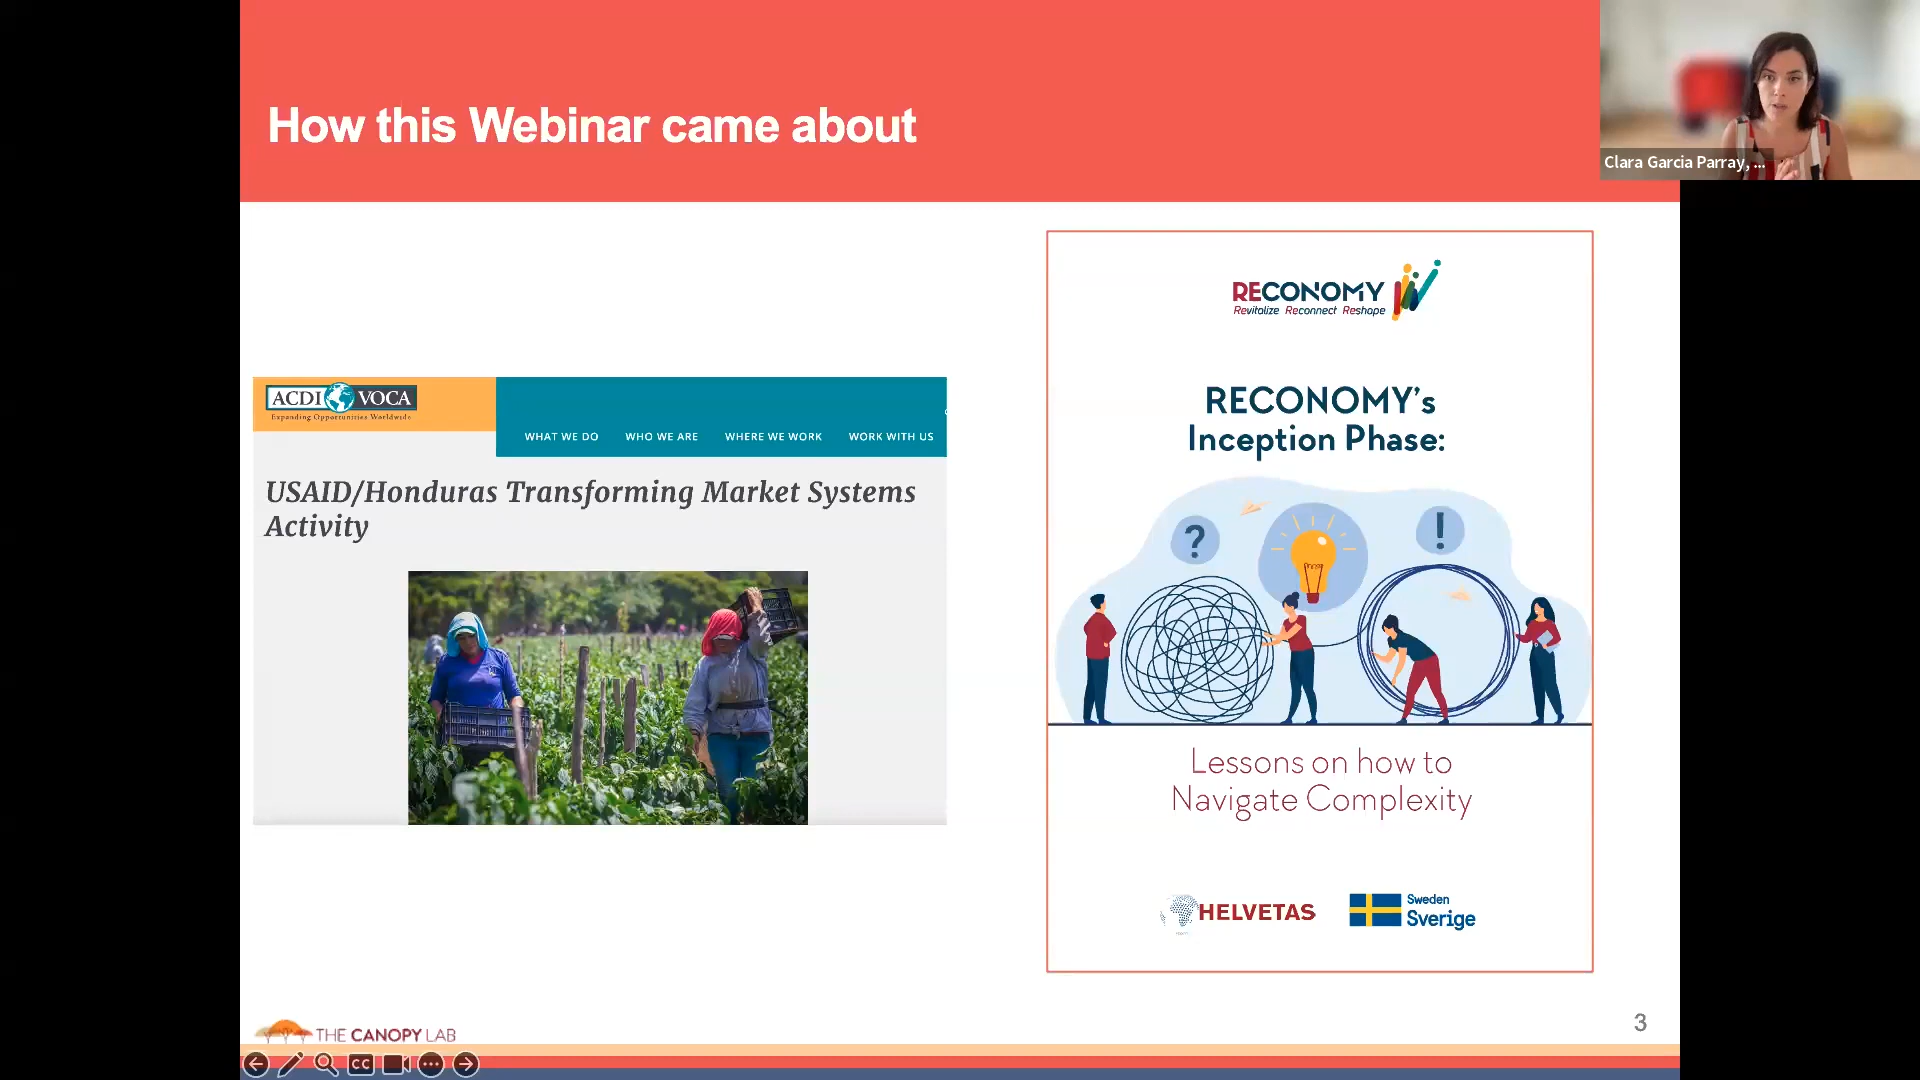 How this Webinar came about
Clara Garcia Parray, ...
ACDI VOCA
Expanding Opportunities Worldwide
WHAT WE DO WHO WE ARE WHERE WE WORK WORK WITH US
USAID/Honduras Transforming Market Systems
Activity
RECONOMY
Revitalize Reconnect Reshape
RECONOMY's
Inception Phase:
? !
Lessons on how to
Navigate Complexity
HELVETAS
Sweden
Sverige
THE CANOPY LAB
3
CC